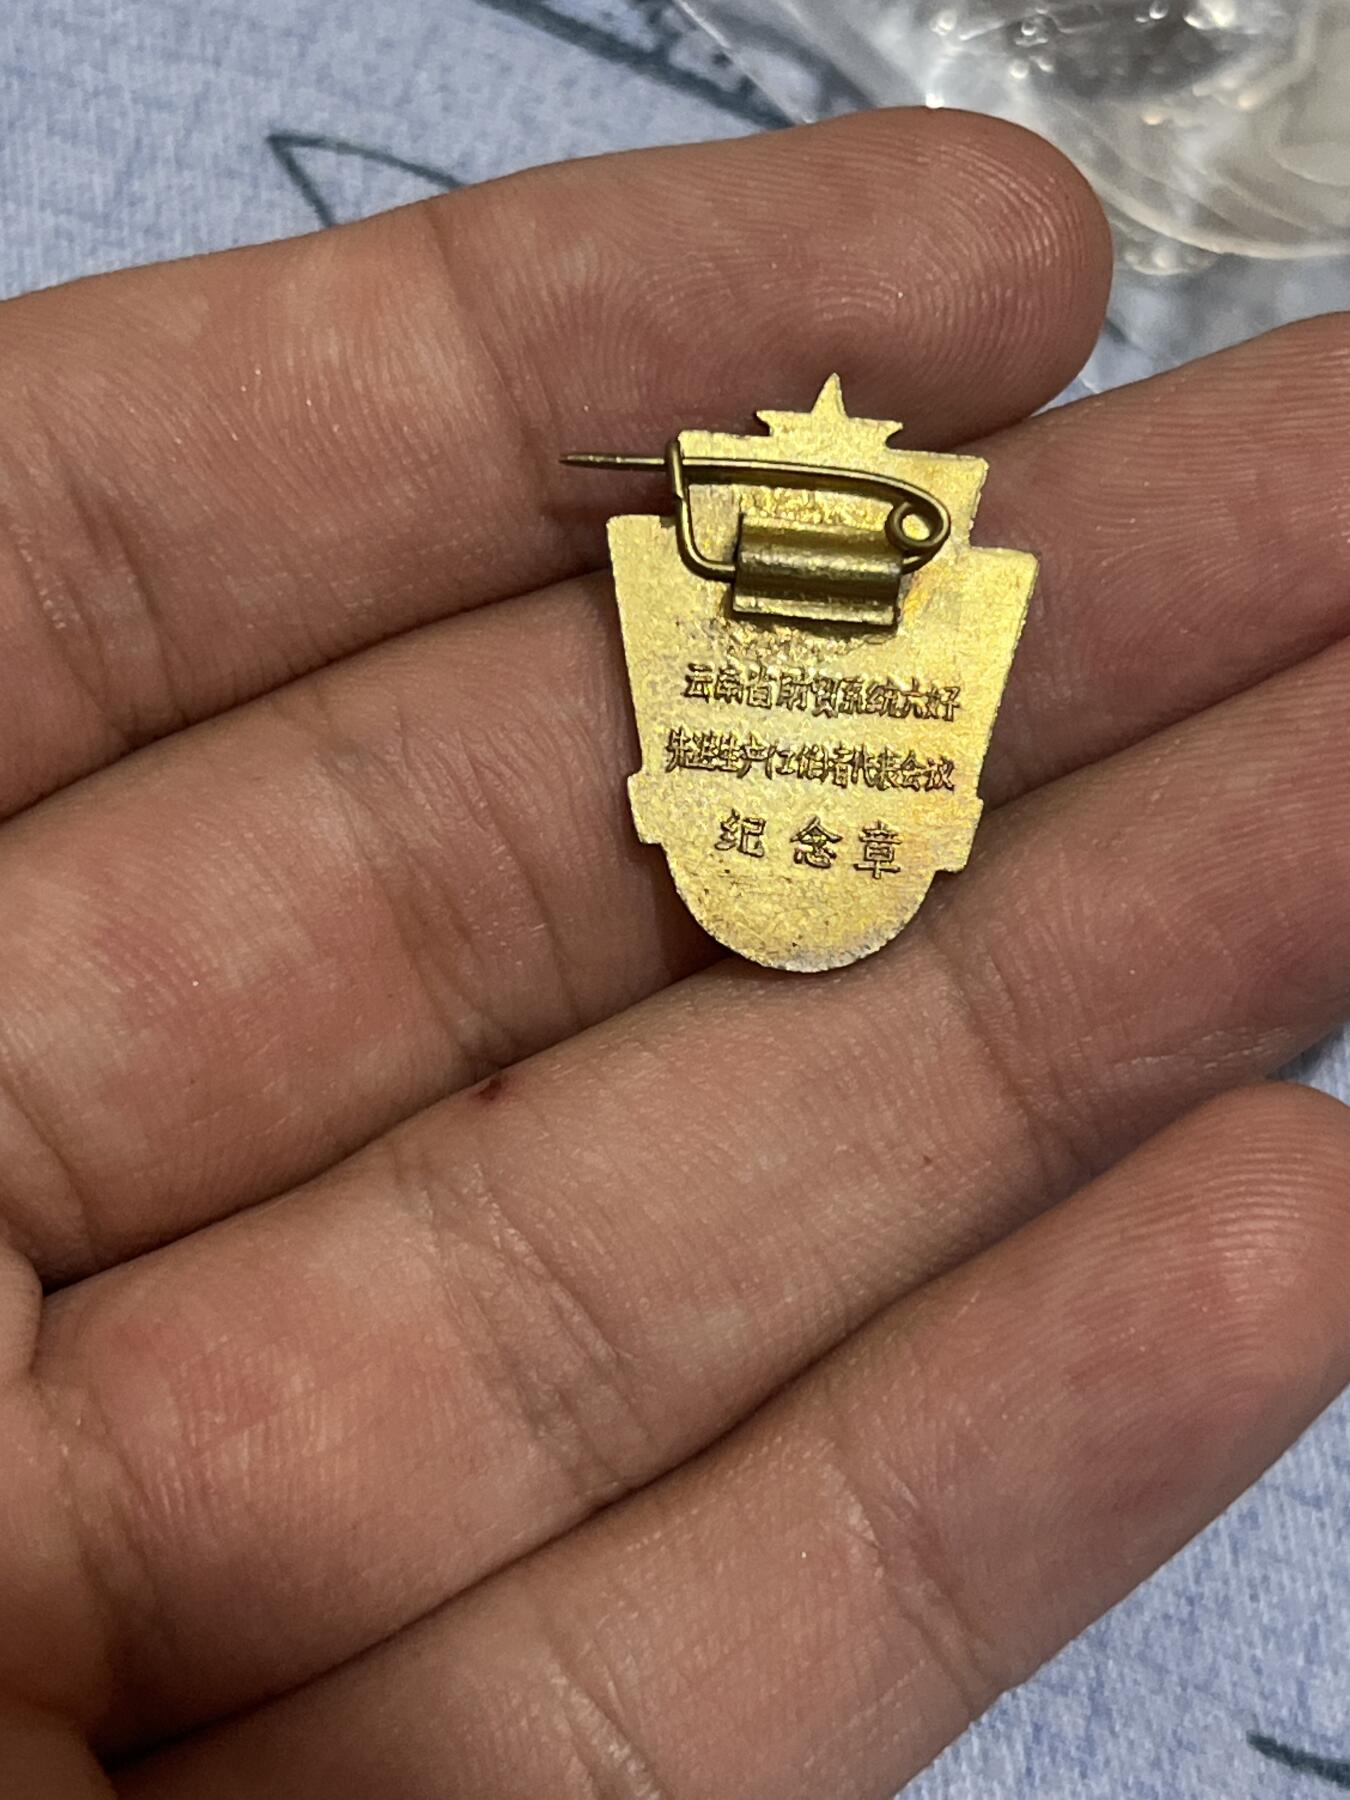 云南省财贸系统六好
先进生产(工作)者代表会议
纪念章